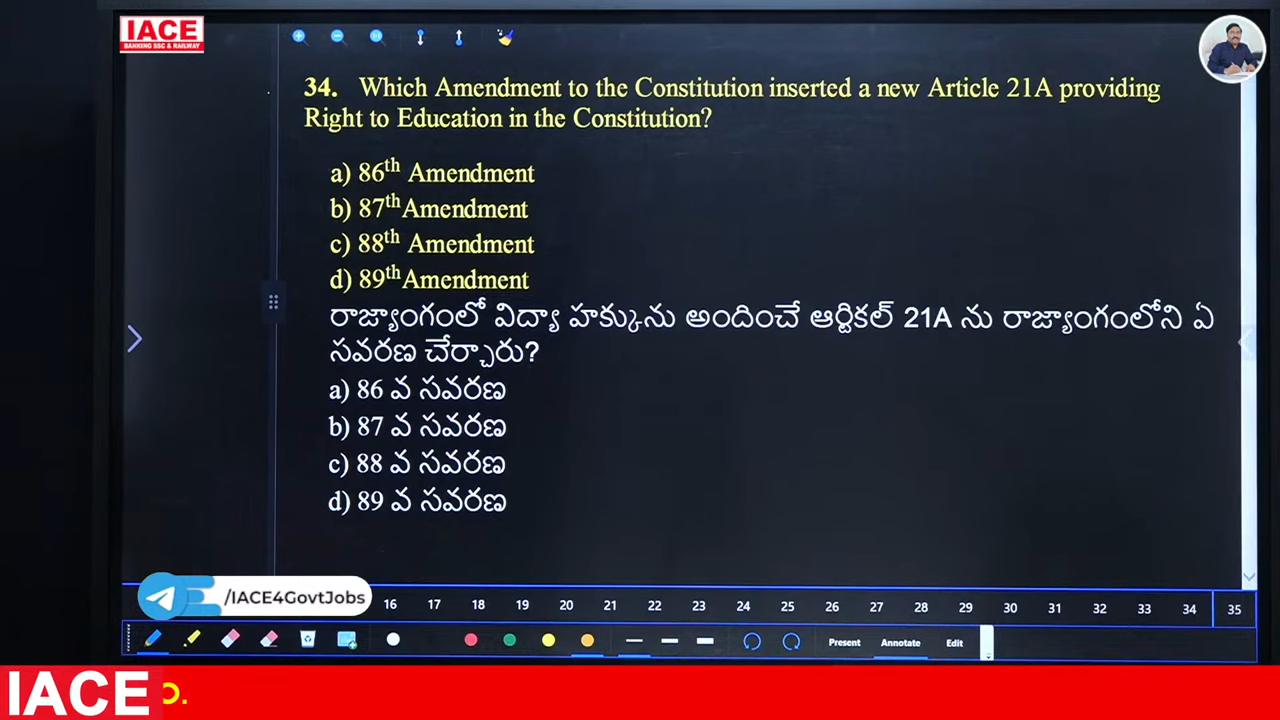 IACE
BANKING SSC & RAILWAY
34. Which Amendment to the Constitution inserted a new Article 21A providing
Right to Education in the Constitution?
a) 86th Amendment
b) 87th Amendment
c) 88th Amendment
d) 89th Amendment
రాజ్యాంగంలో విద్యా హక్కును అందించే ఆర్టికల్ 21A ను రాజ్యాంగంలోని ఏ
సవరణ చేర్చారు?
a) 86 వ సవరణ
b) 87 వ సవరణ
c) 88 వ సవరణ
d) 89 వ సవరణ
/IACE4GovtJobs
16 17 18 19 20 21 22 23 24 25 26 27 28 29 30 31 32 33 34 35
Present Annotate Edit
IACE